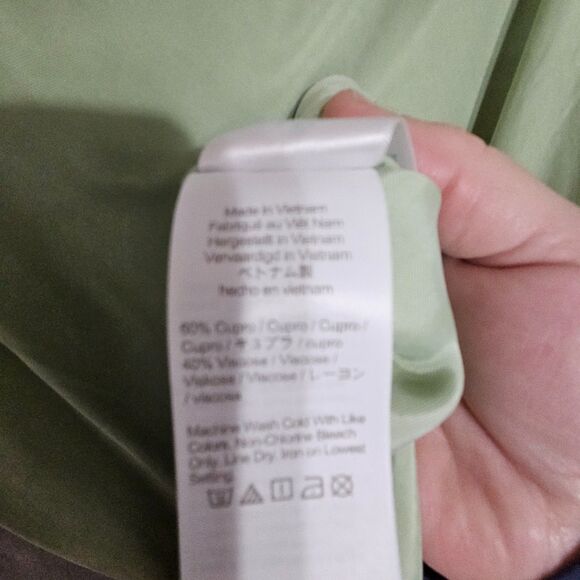 Made in Vietnam
Fabriqué au Viêt Nam
Hergestellt in Vietnam
Vervaardigd in Vietnam
ベトナム製
hecho en vietnam
60% Cupro / Cupro / Cupro /
Cupro / キュプラ / cupro
40% Viscose / Viscose /
Viskose / Viscose / レーヨン
/ viscosa
Machine Wash Cold With Like
Colors, Non-Chlorine Bleach
Only, Line Dry, Iron on Lowest
Setting